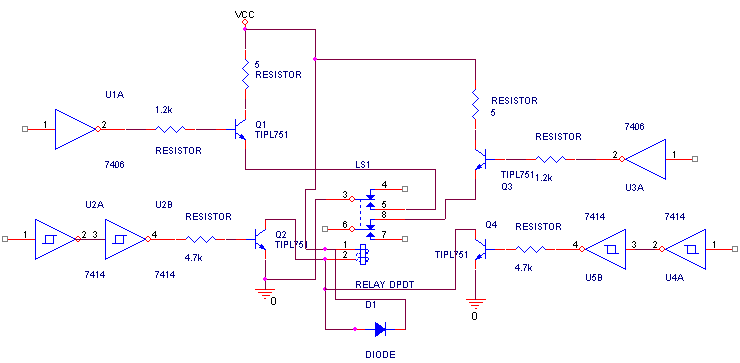 VCC
5
RESISTOR
U1A
1.2k
1
2
Q1
TIPL751
RESISTOR
7406
RESISTOR
5
7406
RESISTOR
2
1
TIPL751
1.2k
Q3
U3A
LS1
4
3
5
8
6
7
1
2
RELAY DPDT
U2A
U2B
RESISTOR
1
2
3
4
Q2
TIPL751
7414
7414
4.7k
0
Q4
RESISTOR
7414
7414
4
3
2
1
TIPL751
4.7k
U5B
U4A
0
D1
DIODE